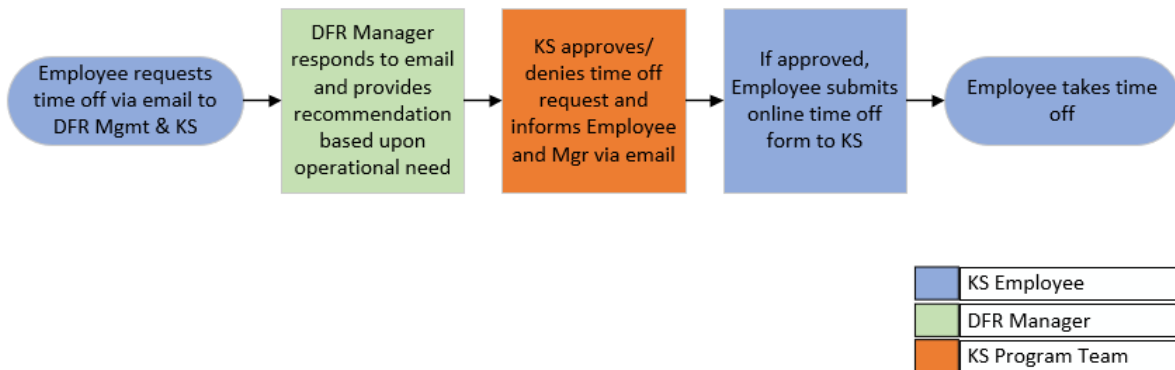 Employee requests
time off via email to
DFR Mgmt & KS
DFR Manager
responds to email
and provides
recommendation
based upon
operational need
KS approves/
denies time off
request and
informs Employee
and Mgr via email
If approved,
Employee submits
online time off
form to KS
Employee takes time
off
KS Employee
DFR Manager
KS Program Team